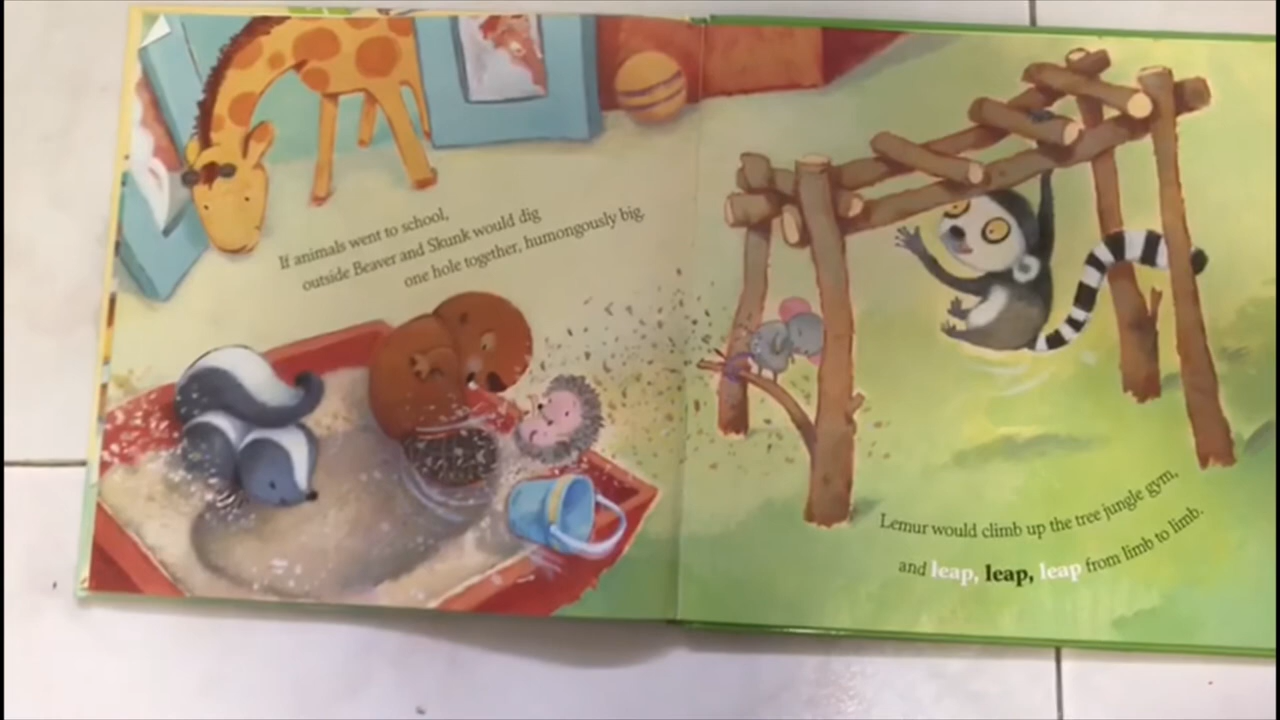 If animals went to school,
outside Beaver and Skunk would dig
one hole together, humongously big.
Lemur would climb up the tree jungle gym,
and leap, leap, leap from limb to limb.